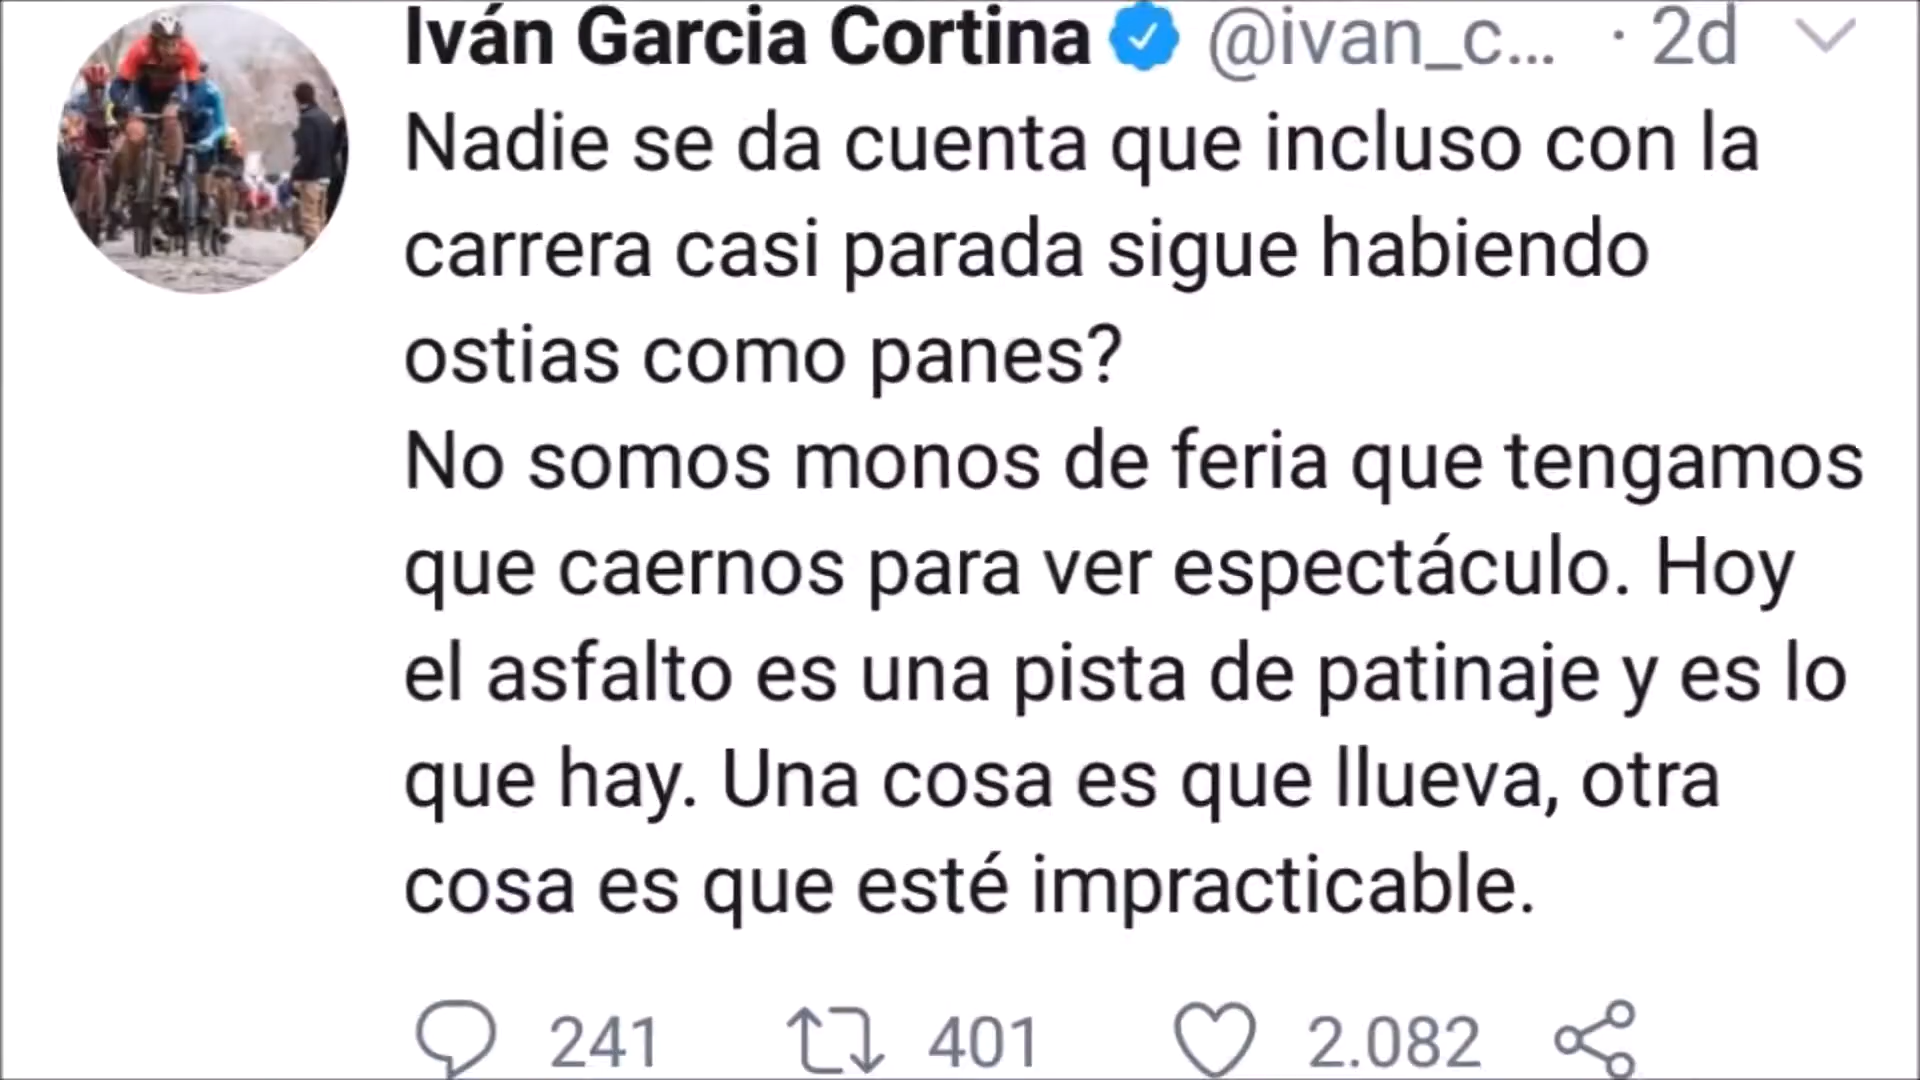 Iván Garcia Cortina @ivan_c... · 2d
Nadie se da cuenta que incluso con la
carrera casi parada sigue habiendo
ostias como panes?
No somos monos de feria que tengamos
que caernos para ver espectáculo. Hoy
el asfalto es una pista de patinaje y es lo
que hay. Una cosa es que llueva, otra
cosa es que esté impracticable.
241 401 2.082